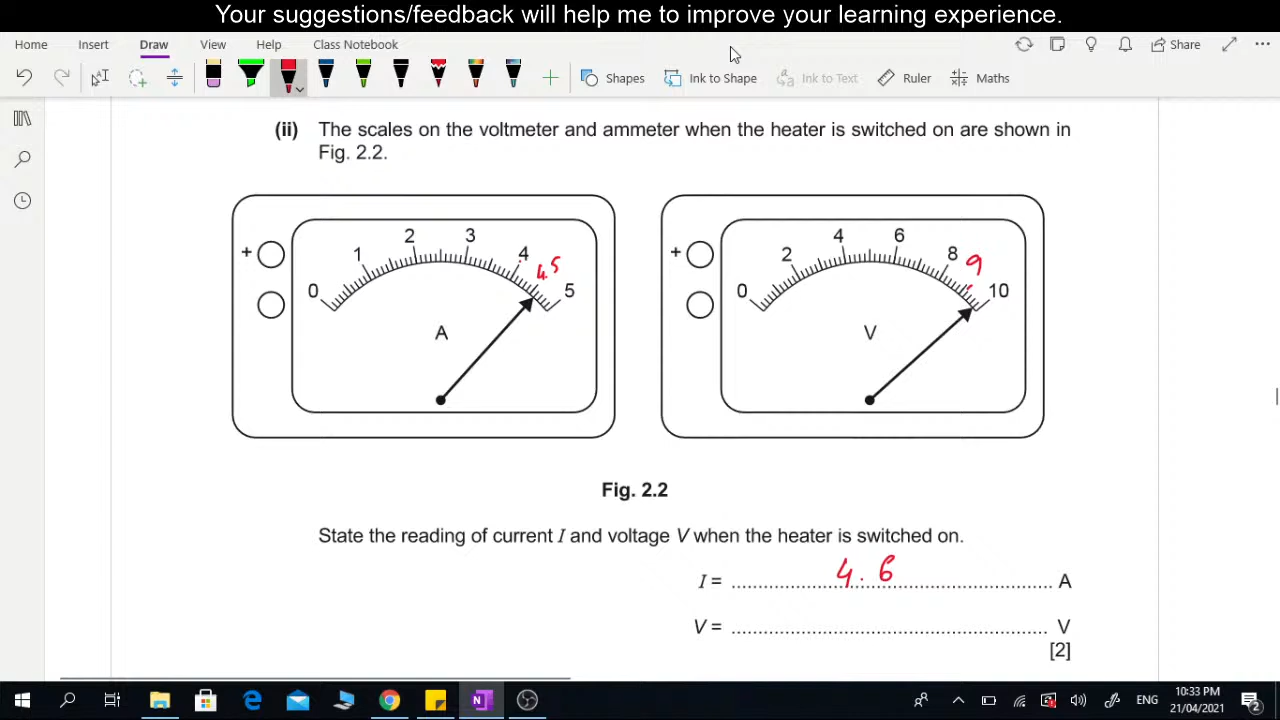 Your suggestions/feedback will help me to improve your learning experience.
Home Insert Draw View Help Class Notebook Share
Shapes Ink to Shape Ink to Text Ruler Maths
(ii) The scales on the voltmeter and ammeter when the heater is switched on are shown in
Fig. 2.2.
0 1 2 3 4 4.5 5
+
A
0 2 4 6 8 9 10
+
V
Fig. 2.2
State the reading of current I and voltage V when the heater is switched on.
I = 4.6 A
V = V
[2]
ENG
10:33 PM
21/04/2021
2